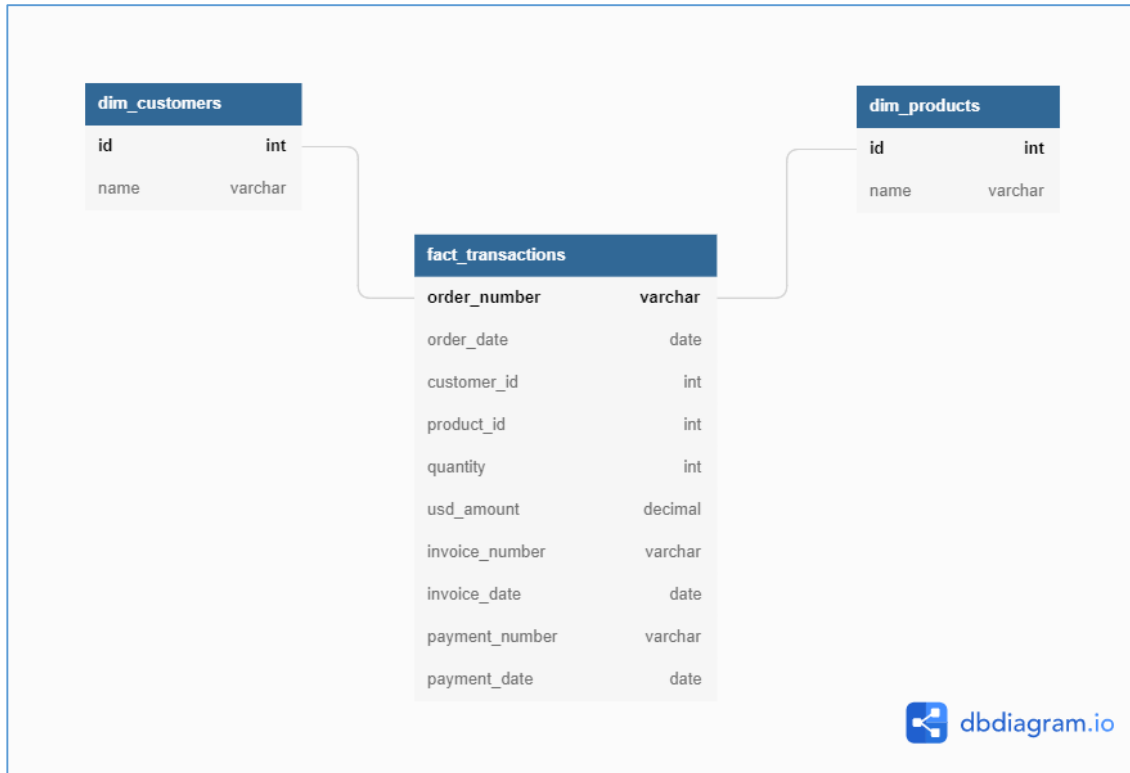 dim_customers
id int
name varchar
dim_products
id int
name varchar
fact_transactions
order_number varchar
order_date date
customer_id int
product_id int
quantity int
usd_amount decimal
invoice_number varchar
invoice_date date
payment_number varchar
payment_date date
dbdiagram.io